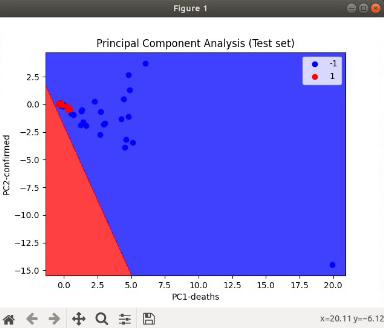 Figure 1
Principal Component Analysis (Test set)
-1
1
2.5
0.0
-2.5
-5.0
-7.5
-10.0
-12.5
-15.0
PC2-confirmed
0.0 2.5 5.0 7.5 10.0 12.5 15.0 17.5 20.0
PC1-deaths
x=20.11 y=-6.12